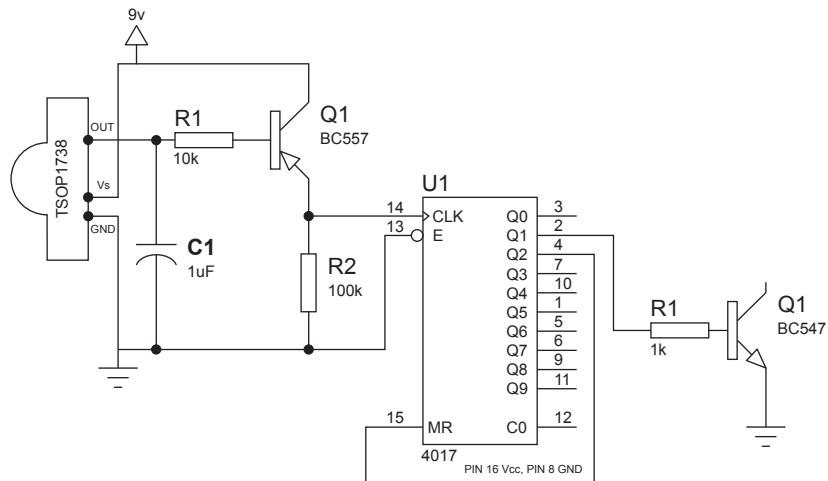 9v
R1
10k
Q1
BC557
TSOP1738
OUT
Vs
GND
C1
1uF
R2
100k
U1
14
CLK
13
E
15
MR
Q0
3
Q1
2
Q2
4
Q3
7
Q4
10
Q5
1
Q6
5
Q7
6
Q8
9
Q9
11
C0
12
4017
PIN 16 Vcc, PIN 8 GND
R1
1k
Q1
BC547